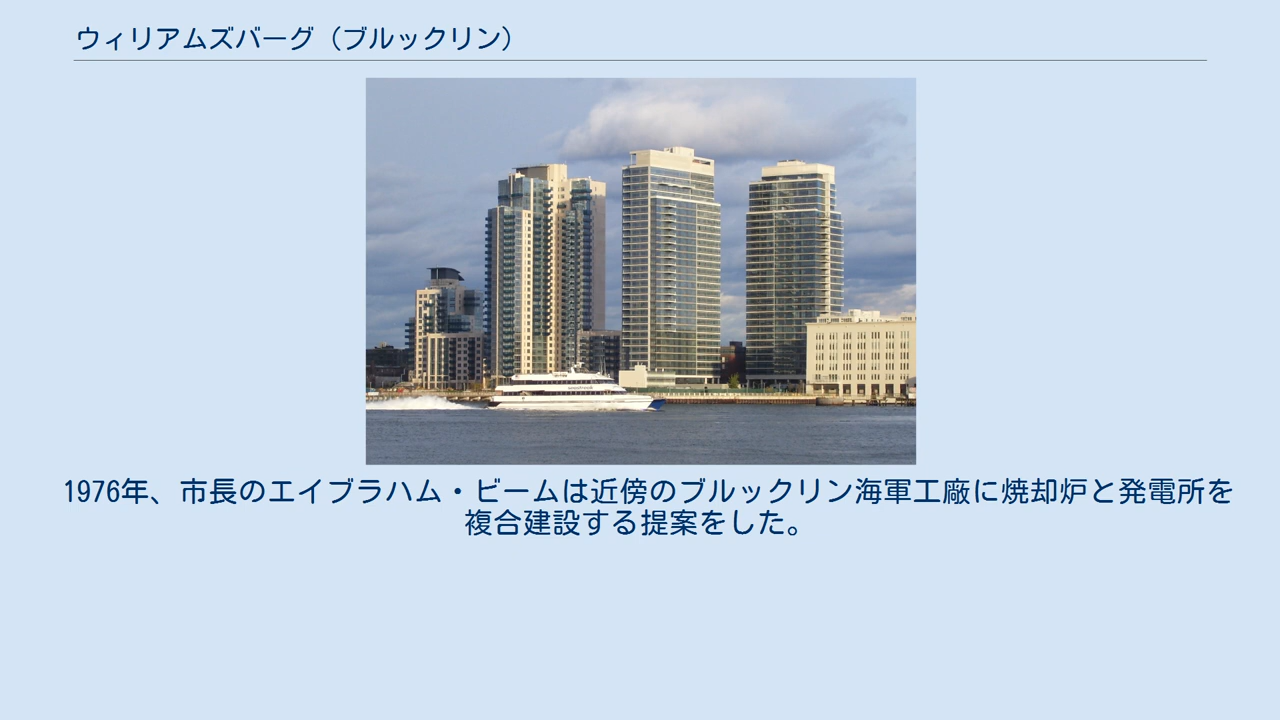 ウィリアムズバーグ（ブルックリン）
1976年、市長のエイブラハム・ビームは近傍のブルックリン海軍工廠に焼却炉と発電所を
複合建設する提案をした。